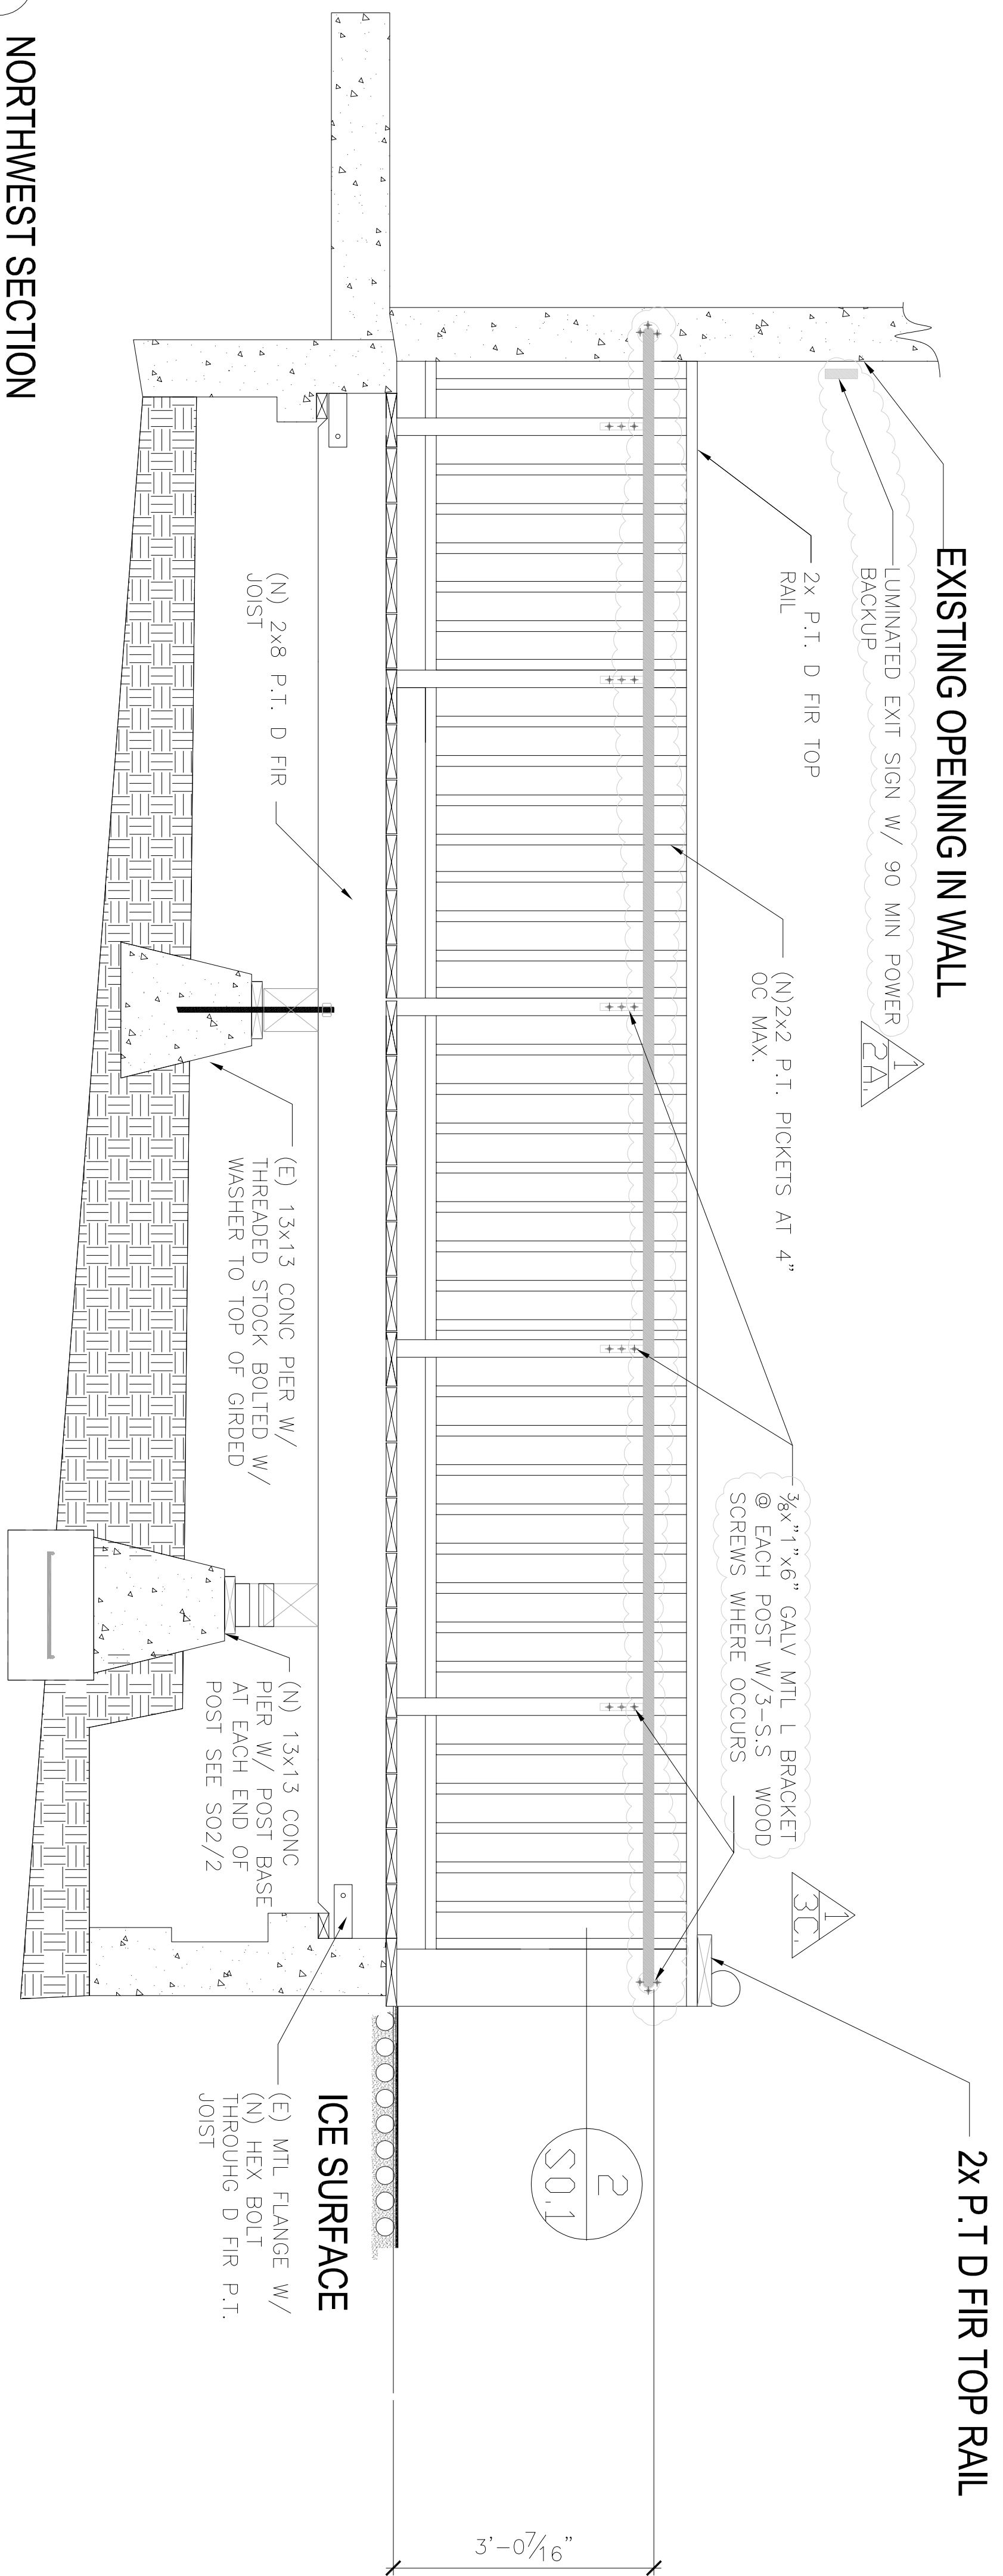 EXISTING OPENING IN WALL
LUMINATED EXIT SIGN W/ 90 MIN POWER
BACKUP
1
2A.
2x P.T. D FIR TOP
RAIL
(N)2x2 P.T. PICKETS AT 4"
OC MAX.
3/8x"1"x6" GALV MTL L BRACKET
@ EACH POST W/3-S.S WOOD
SCREWS WHERE OCCURS
1
3C.
2x P.T D FIR TOP RAIL
2
S0.1
3'-0 7/16"
(N) 2x8 P.T. D FIR
JOIST
(E) 13x13 CONC PIER W/
THREADED STOCK BOLTED W/
WASHER TO TOP OF GIRDED
(N) 13x13 CONC
PIER W/ POST BASE
AT EACH END OF
POST SEE S02/2
ICE SURFACE
(E) MTL FLANGE W/
(N) HEX BOLT
THROUHG D FIR P.T.
JOIST
NORTHWEST SECTION